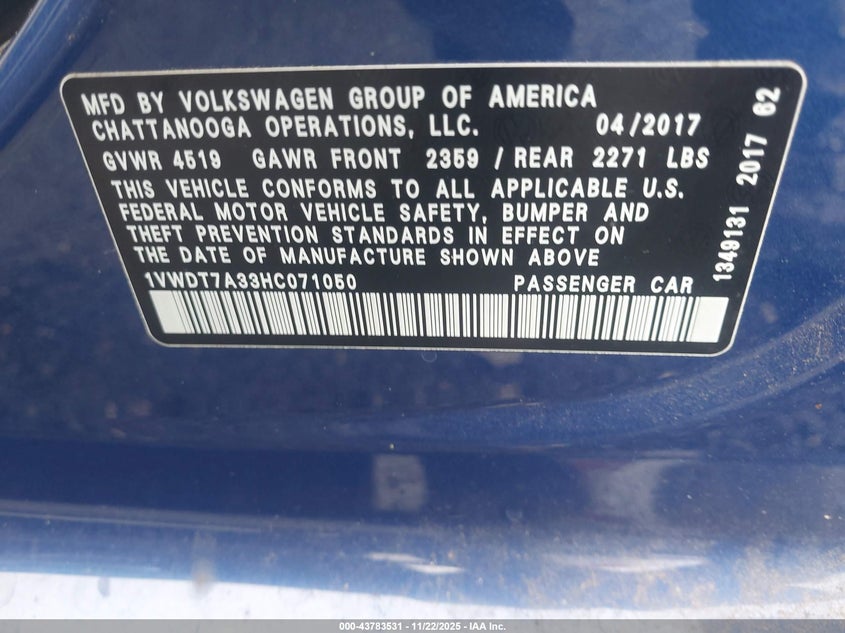 MFD BY VOLKSWAGEN GROUP OF AMERICA
CHATTANOOGA OPERATIONS, LLC. 04/2017
GVWR 4519 GAWR FRONT 2359 / REAR 2271 LBS
THIS VEHICLE CONFORMS TO ALL APPLICABLE U.S.
FEDERAL MOTOR VEHICLE SAFETY, BUMPER AND
THEFT PREVENTION STANDARDS IN EFFECT ON
THE DATE OF MANUFACTURE SHOWN ABOVE
1VWDT7A33HC071050 PASSENGER CAR
1349131 2017 62
000-43783531 - 11/22/2025 - IAA Inc.